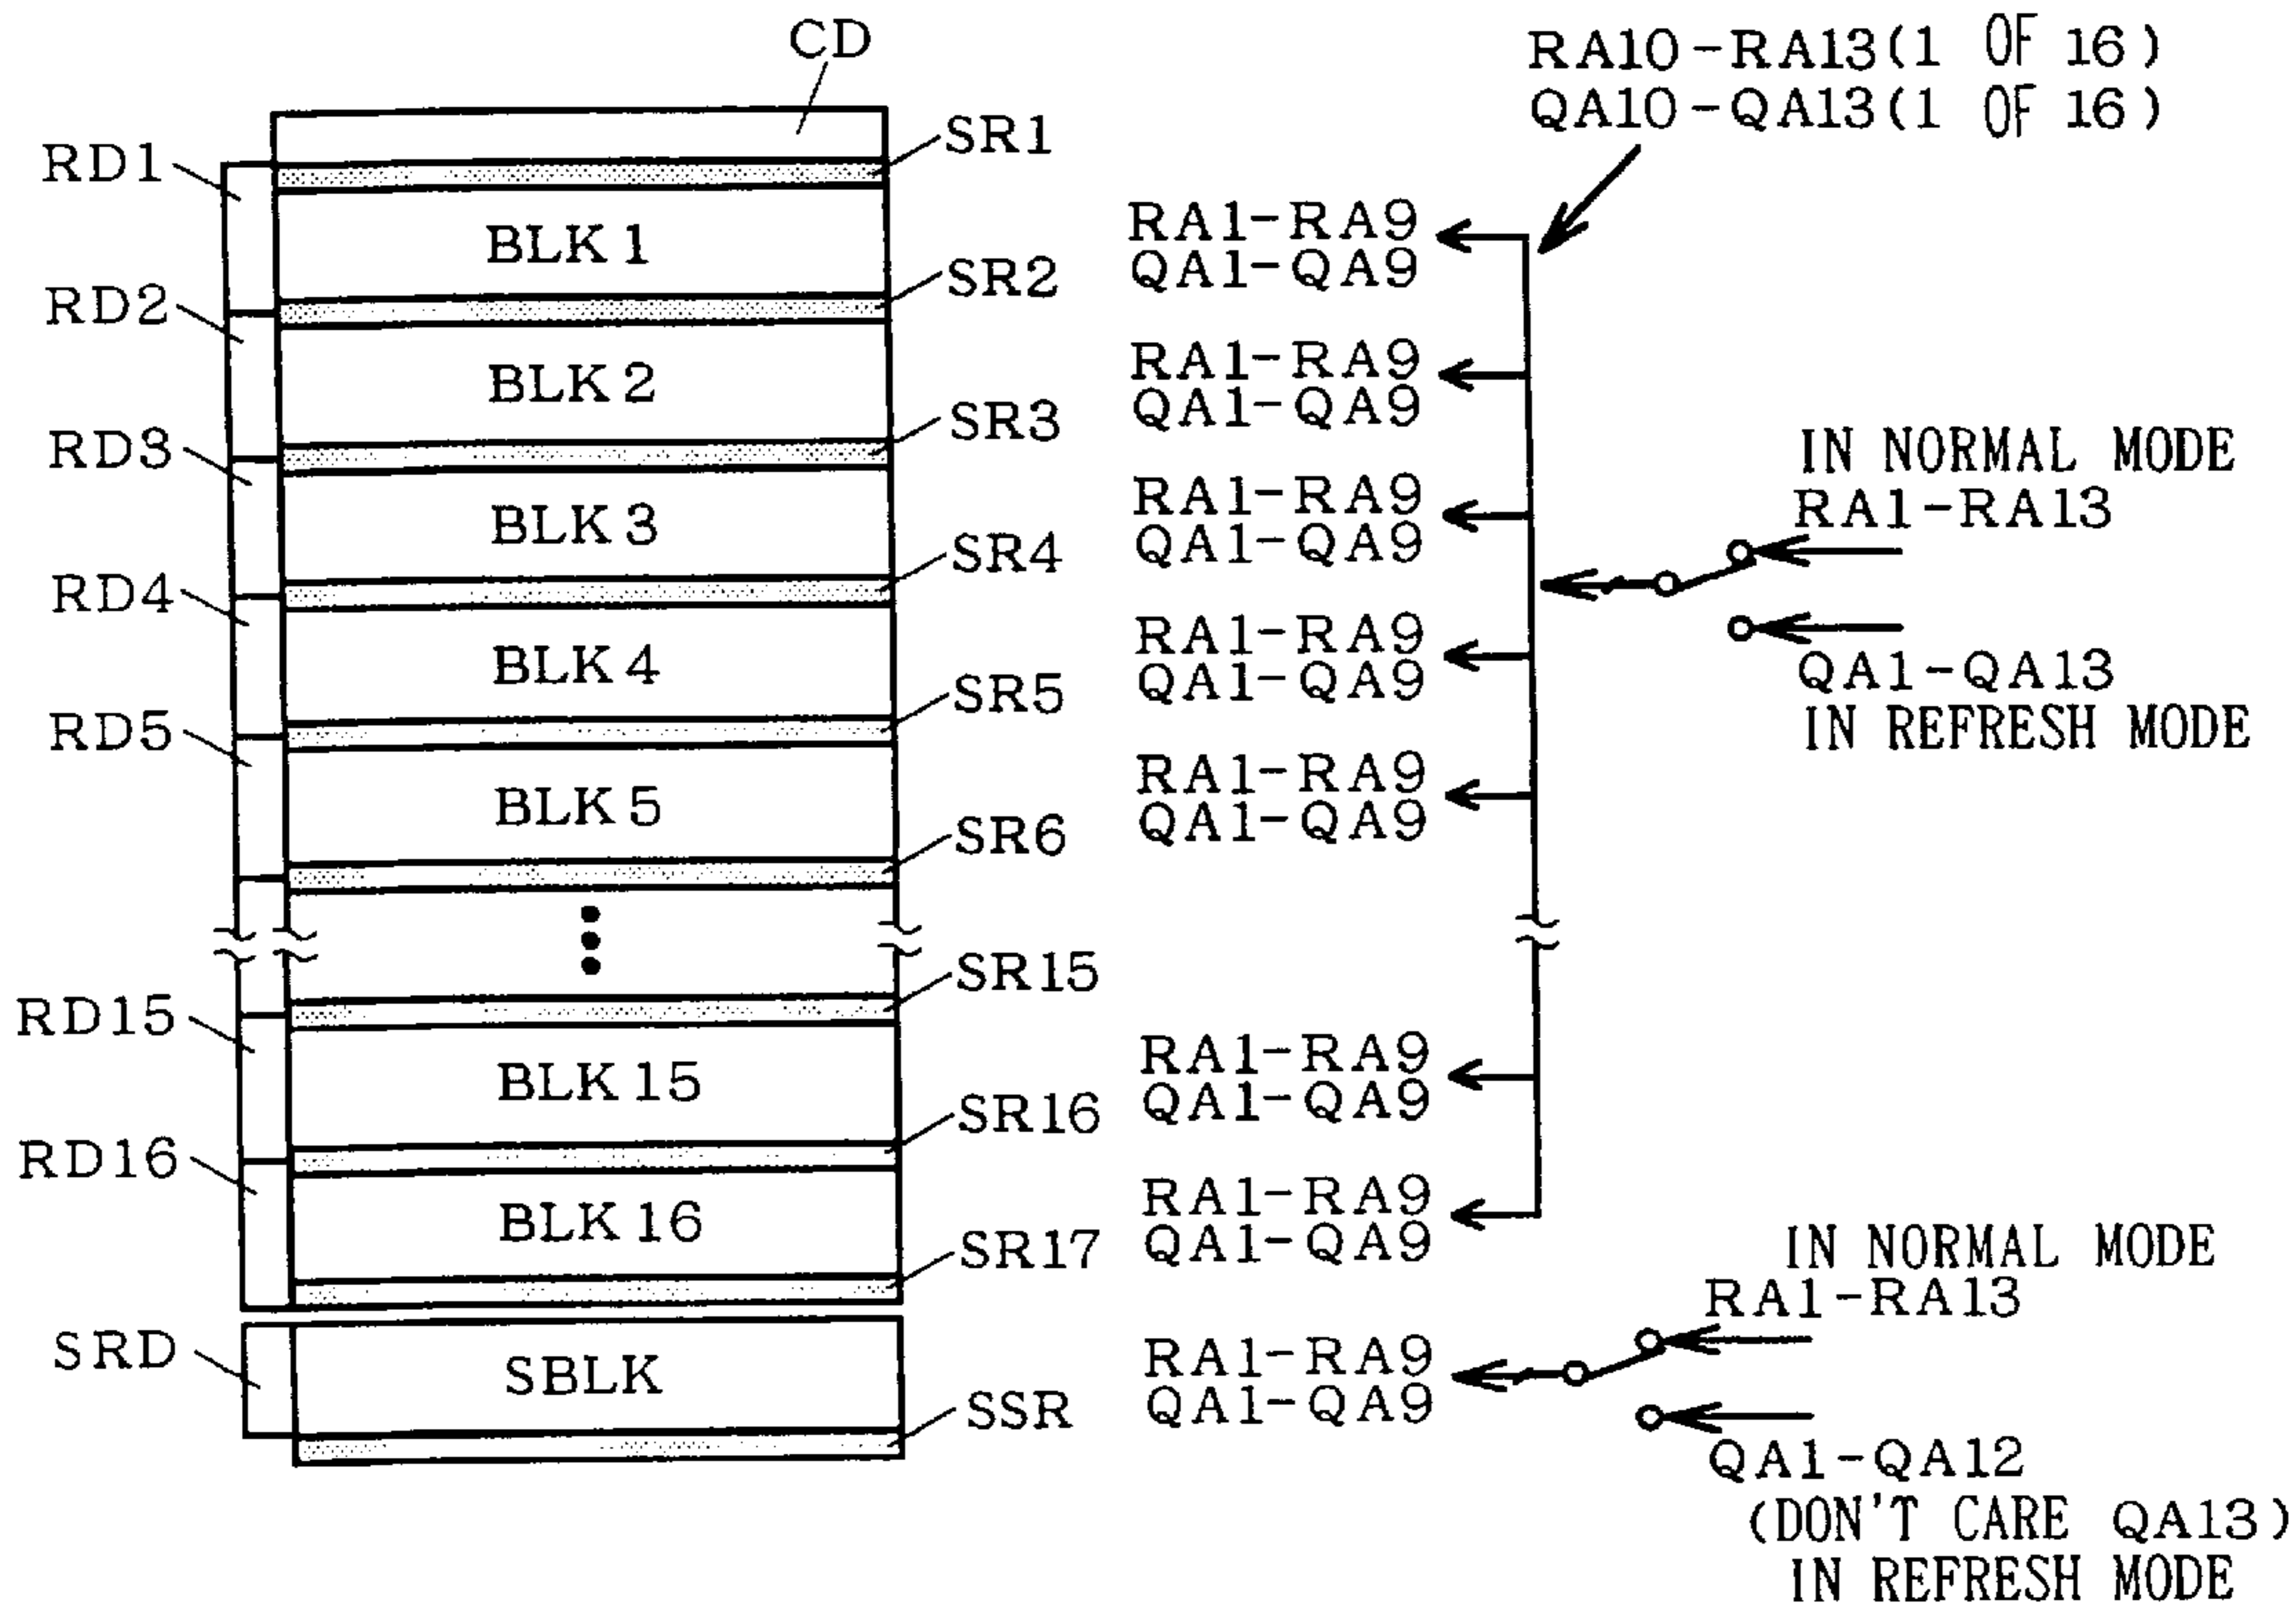 CD
RA10-RA13(1 OF 16)
QA10-QA13(1 OF 16)
SR1
RD1
BLK 1
RA1-RA9
QA1-QA9
SR2
RD2
BLK 2
RA1-RA9
QA1-QA9
SR3
RD3
BLK 3
RA1-RA9
QA1-QA9
IN NORMAL MODE
RA1-RA13
SR4
RD4
BLK 4
RA1-RA9
QA1-QA9
QA1-QA13
IN REFRESH MODE
SR5
RD5
BLK 5
RA1-RA9
QA1-QA9
SR6
SR15
RD15
BLK 15
RA1-RA9
QA1-QA9
SR16
RD16
BLK 16
RA1-RA9
QA1-QA9
SR17
IN NORMAL MODE
RA1-RA13
SRD
SBLK
RA1-RA9
QA1-QA9
SSR
QA1-QA12
(DON'T CARE QA13)
IN REFRESH MODE